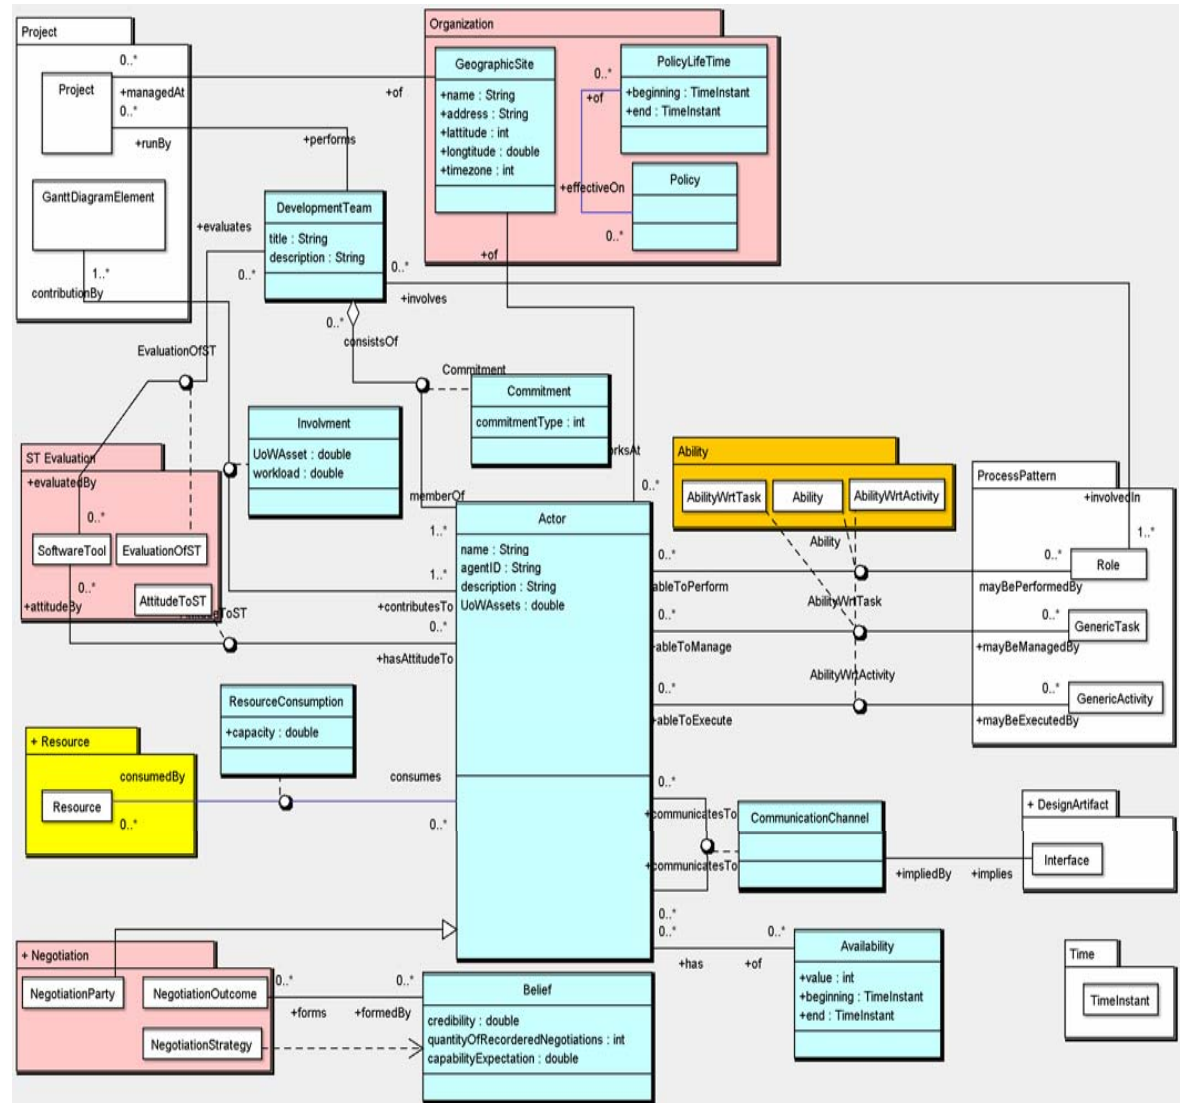 Project
Project
0..*
+managedAt
0..*
+runBy
GanttDiagramElement
1..*
contributionBy
Organization
GeographicSite
+name : String
+address : String
+lattitude : int
+longtitude : double
+timezone : int
+of
PolicyLifeTime
+beginning : TimeInstant
+end : TimeInstant
0..*
+of
Policy
+effectiveOn
0..*
+of
+performs
DevelopmentTeam
title : String
description : String
+evaluates
0..*
0..*
+involves
0..*
consistsOf
EvaluationOfST
Commitment
Commitment
commitmentType : int
Involvment
UoWAsset : double
workload : double
memberOf
0..*
ST Evaluation
+evaluatedBy
0..*
SoftwareTool
EvaluationOfST
0..*
AttitudeToST
+attitudeBy
Actor
name : String
agentID : String
description : String
UoWAssets : double
1..*
1..*
+contributesTo
0..*
+hasAttitudeTo
Ability
AbilityWrtTask
Ability
AbilityWrtActivity
Ability
AbilityWrtTask
AbilityWrtActivity
0..*
0..*
+ableToManage
0..*
+ableToExecute
ProcessPattern
+involvedIn
1..*
0..*
Role
mayBePerformedBy
0..*
GenericTask
+mayBeManagedBy
0..*
GenericActivity
+mayBeExecutedBy
ResourceConsumption
+capacity : double
+ Resource
consumedBy
Resource
0..*
consumes
0..*
0..*
+communicatesTo
+communicatesTo
0..*
CommunicationChannel
+impliedBy
+implies
+ DesignArtifact
Interface
0..*
+has
0..*
+of
Availability
+value : int
+beginning : TimeInstant
+end : TimeInstant
Time
TimeInstant
+ Negotiation
NegotiationParty
NegotiationOutcome
NegotiationStrategy
0..*
+forms
0..*
+formedBy
Belief
credibility : double
quantityOfRecorderedNegotiations : int
capabilityExpectation : double